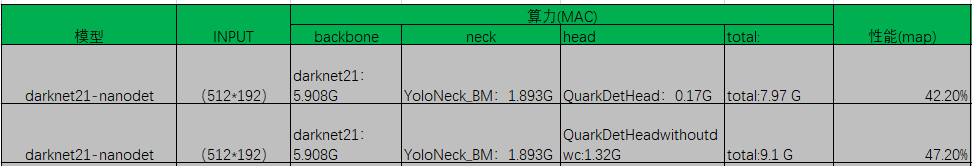 算力(MAC)
模型 INPUT backbone neck head total: 性能(map)
darknet21-nanodet （512*192） darknet21： 5.908G YoloNeck_BM：1.893G QuarkDetHead：0.17G total:7.97 G 42.20%
darknet21-nanodet （512*192） darknet21： 5.908G YoloNeck_BM：1.893G QuarkDetHeadwithoutd wc:1.32G total:9.1 G 47.20%